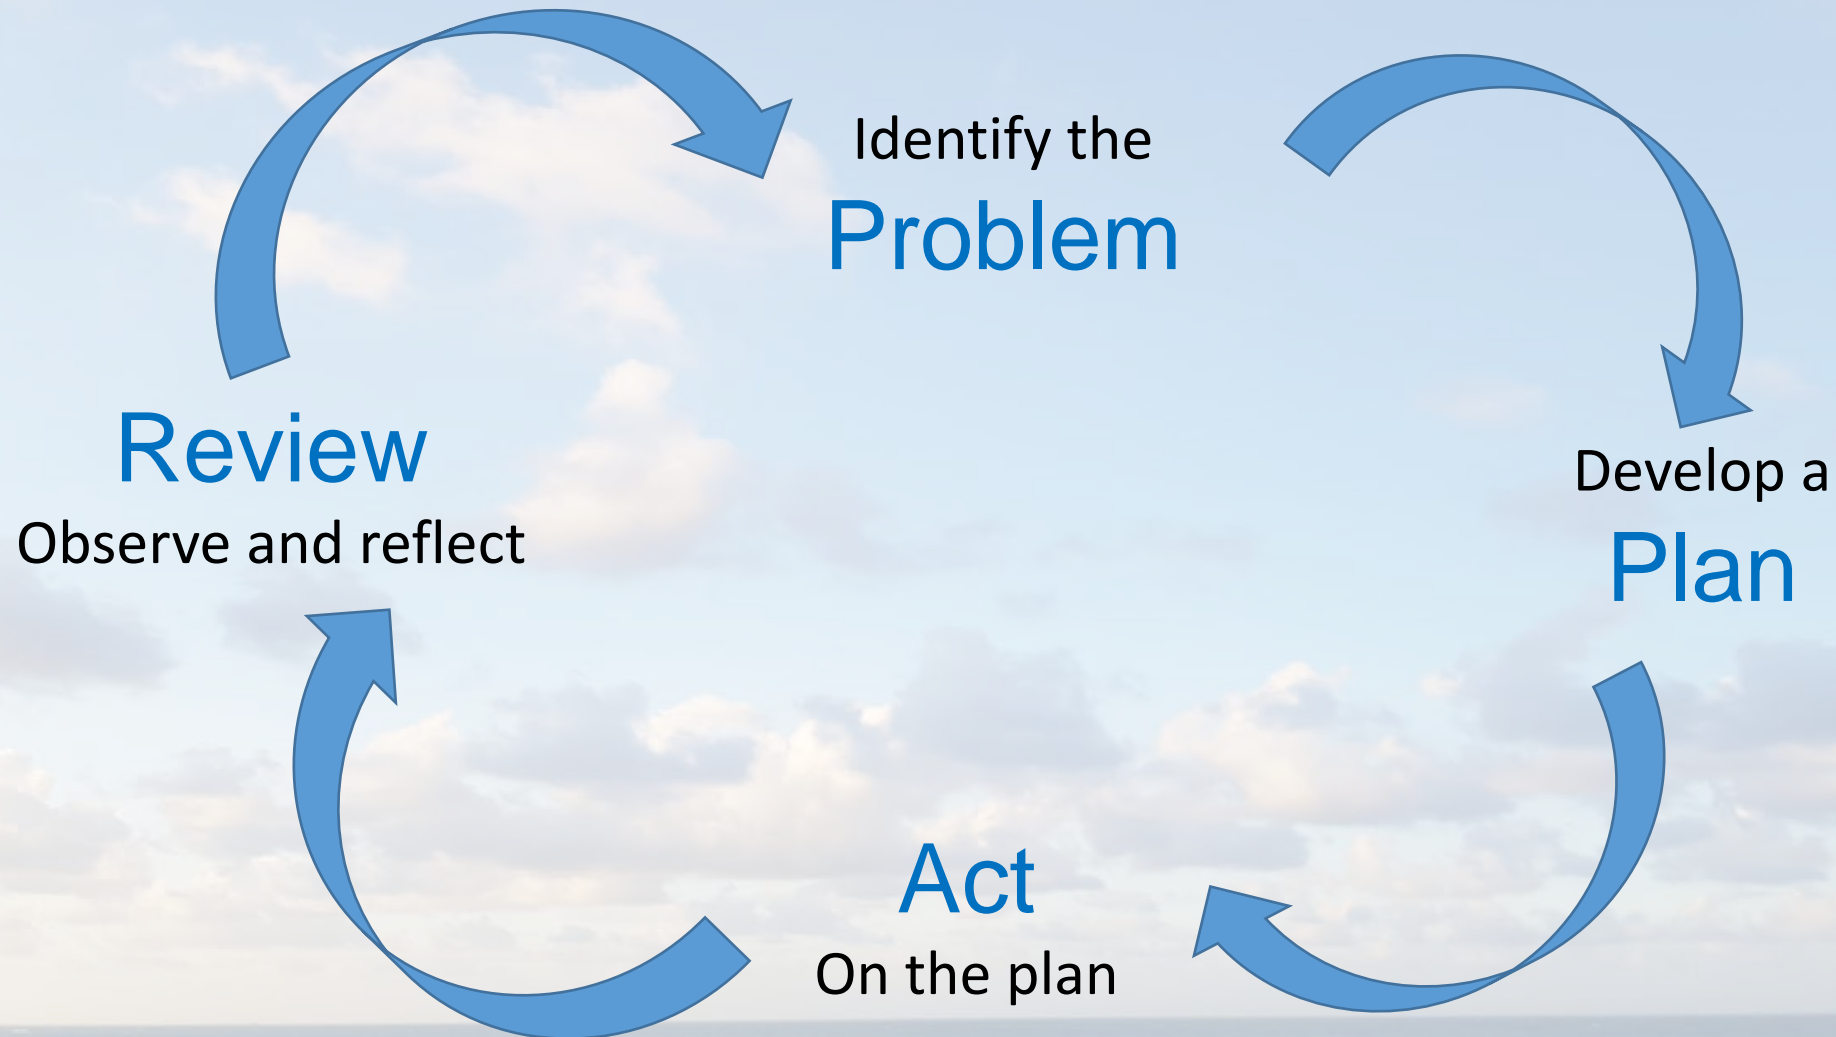 Identify the
Problem
Develop a
Plan
Act
On the plan
Review
Observe and reflect